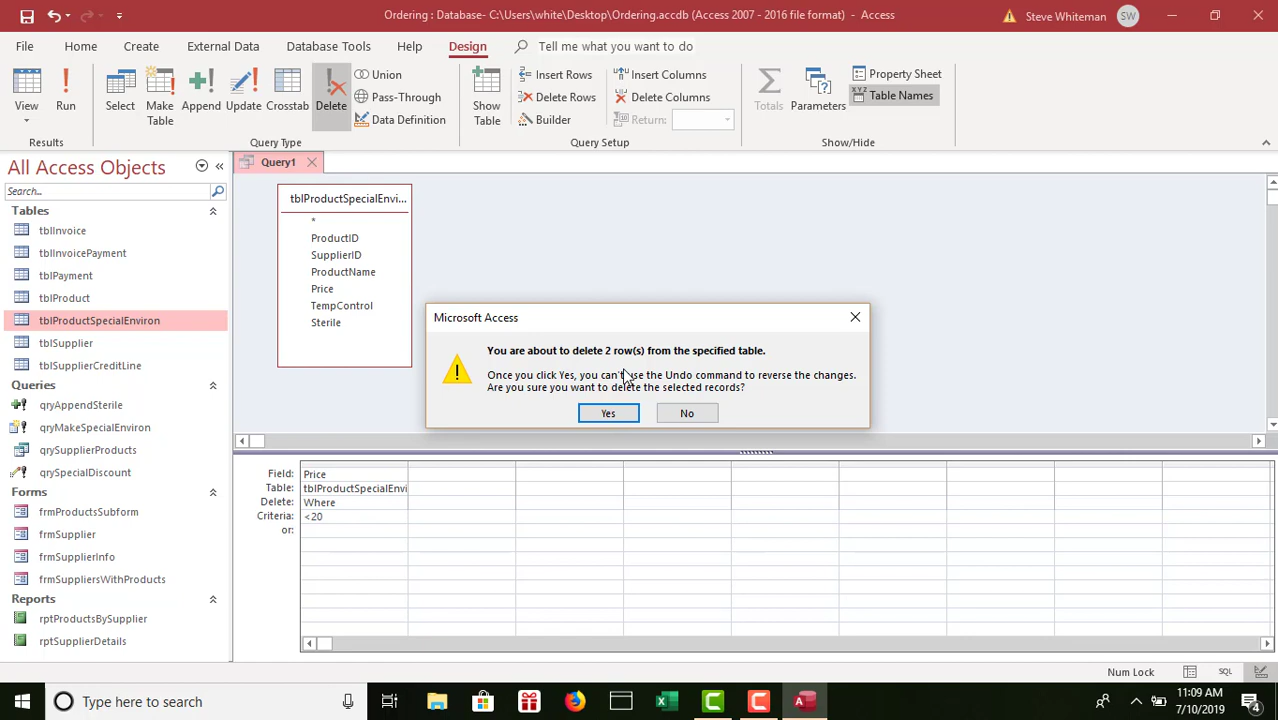 Ordering : Database- C:\Users\white\Desktop\Ordering.accdb (Access 2007 - 2016 file format) - Access
Steve Whiteman
SW
File Home Create External Data Database Tools Help Design Tell me what you want to do
View
Run
Select
Make Table
Append
Update
Crosstab
Delete
Union
Pass-Through
Data Definition
Show Table
Insert Rows
Delete Rows
Builder
Insert Columns
Delete Columns
Return:
Totals
Parameters
Property Sheet
XYZ
Table Names
Results
Query Type
Query Setup
Show/Hide
All Access Objects
Search...
Tables
tblInvoice
tblInvoicePayment
tblPayment
tblProduct
tblProductSpecialEnviron
tblSupplier
tblSupplierCreditLine
Queries
qryAppendSterile
qryMakeSpecialEnviron
qrySupplierProducts
qrySpecialDiscount
Forms
frmProductsSubform
frmSupplier
frmSupplierInfo
frmSuppliersWithProducts
Reports
rptProductsBySupplier
rptSupplierDetails
Query1
tblProductSpecialEnvi...
*
ProductID
SupplierID
ProductName
Price
TempControl
Sterile
Microsoft Access
You are about to delete 2 row(s) from the specified table.
Once you click Yes, you can't use the Undo command to reverse the changes.
Are you sure you want to delete the selected records?
Yes
No
Field: Price
Table: tblProductSpecialEnvi
Delete: Where
Criteria: <20
or:
Num Lock
SQL
Type here to search
11:09 AM
7/10/2019
4